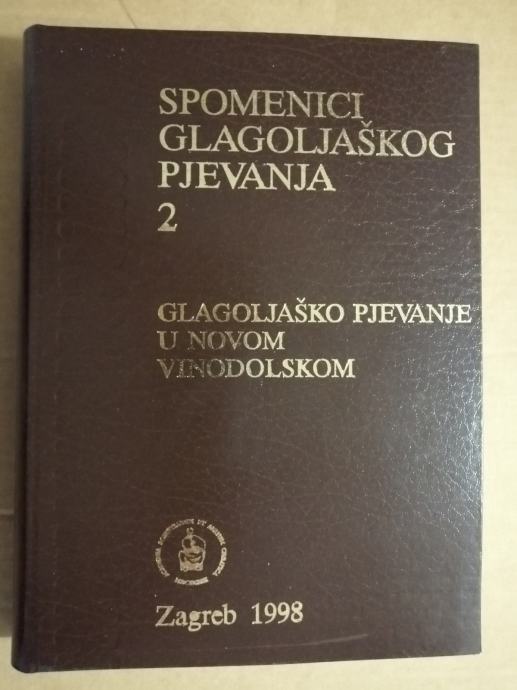 SPOMENICI
GLAGOLJAŠKOG
PJEVANJA
2
GLAGOLJAŠKO PJEVANJE
U NOVOM
VINODOLSKOM
Zagreb 1998